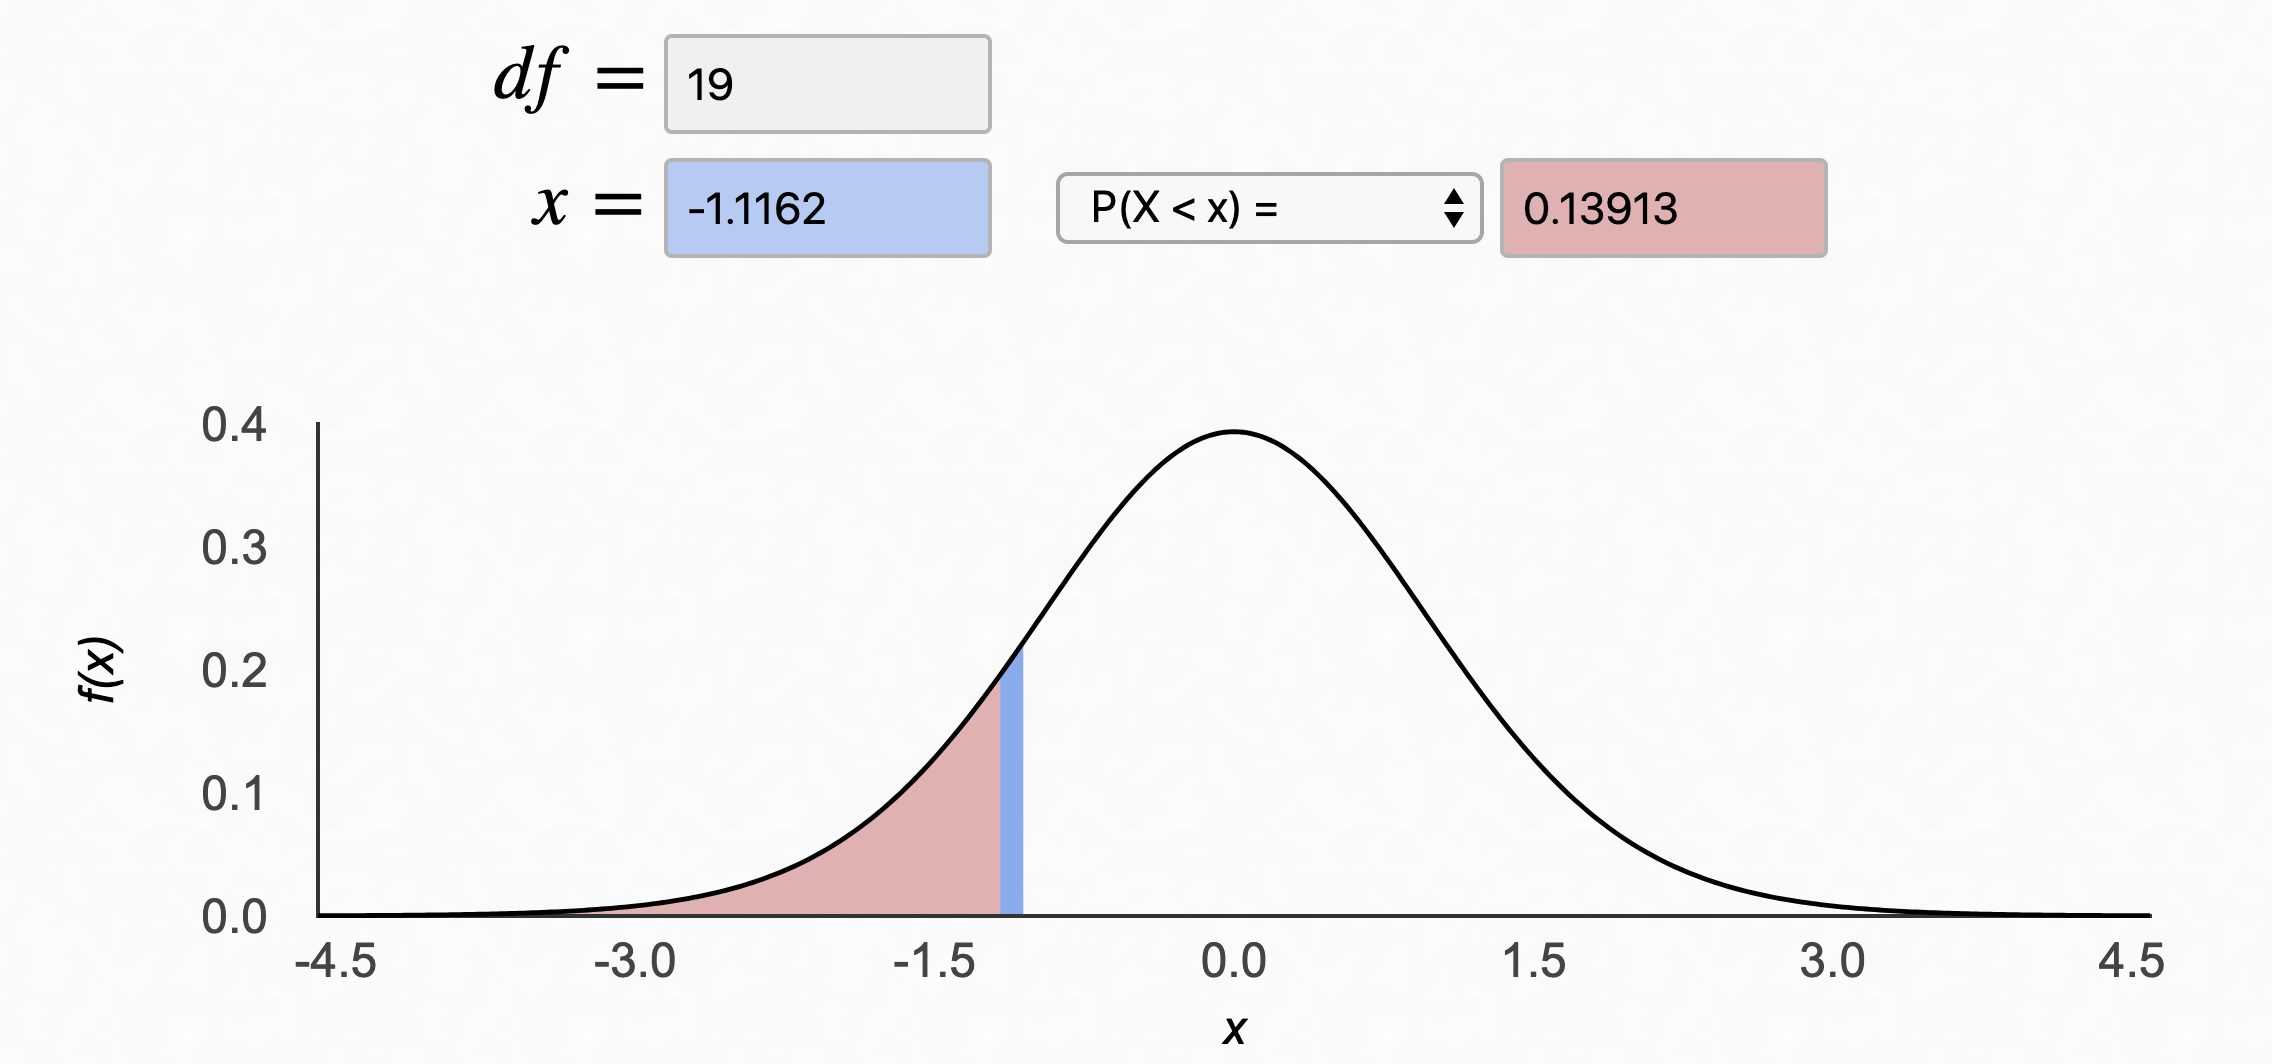 df = 19
x = -1.1162 P(X < x) = 0.13913
0.4
0.3
0.2
0.1
0.0
f(x)
-4.5 -3.0 -1.5 0.0 1.5 3.0 4.5
x